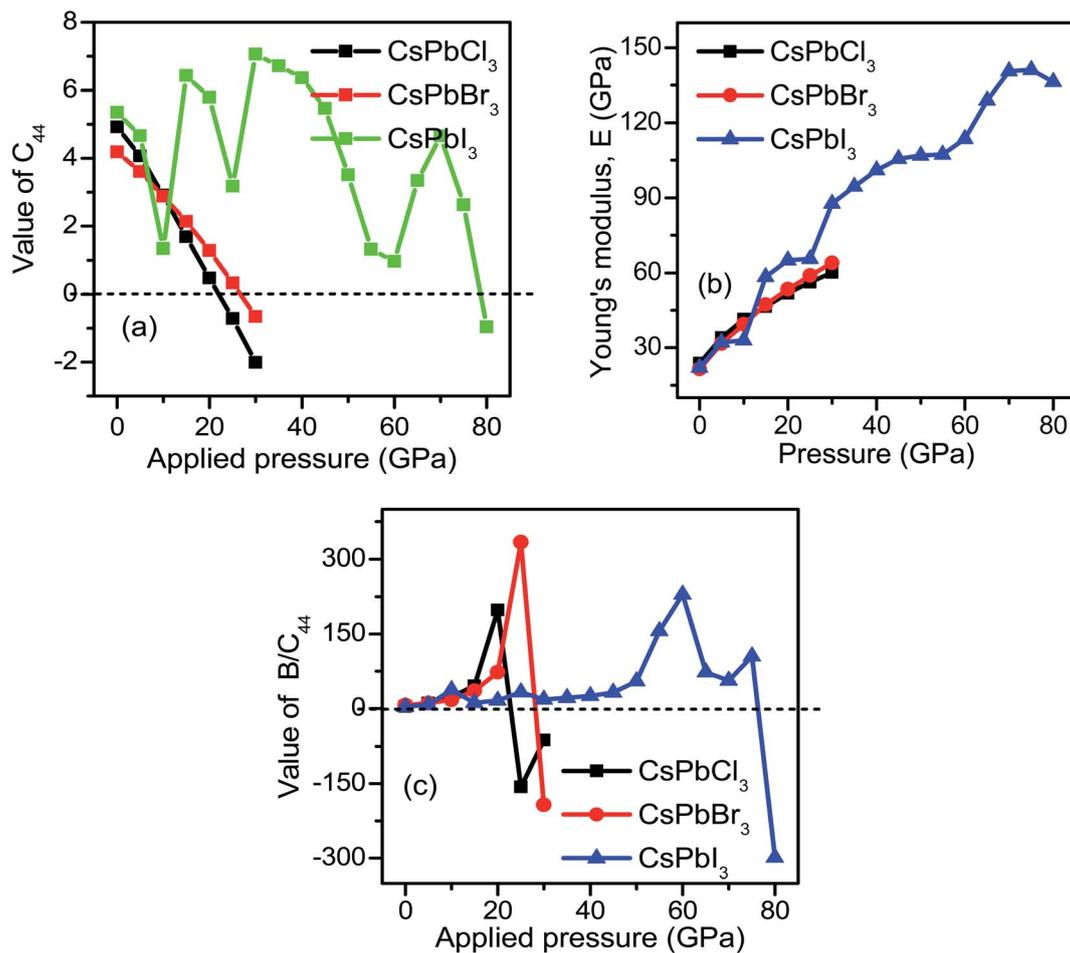 8
6
4
2
0
-2
Value of C44
CsPbCl3
CsPbBr3
CsPbI3
(a)
0 20 40 60 80
Applied pressure (GPa)
150
120
90
60
30
Young's modulus, E (GPa)
CsPbCl3
CsPbBr3
CsPbI3
(b)
0 20 40 60 80
Pressure (GPa)
300
150
0
-150
-300
Value of B/C44
(c)
CsPbCl3
CsPbBr3
CsPbI3
0 20 40 60 80
Applied pressure (GPa)